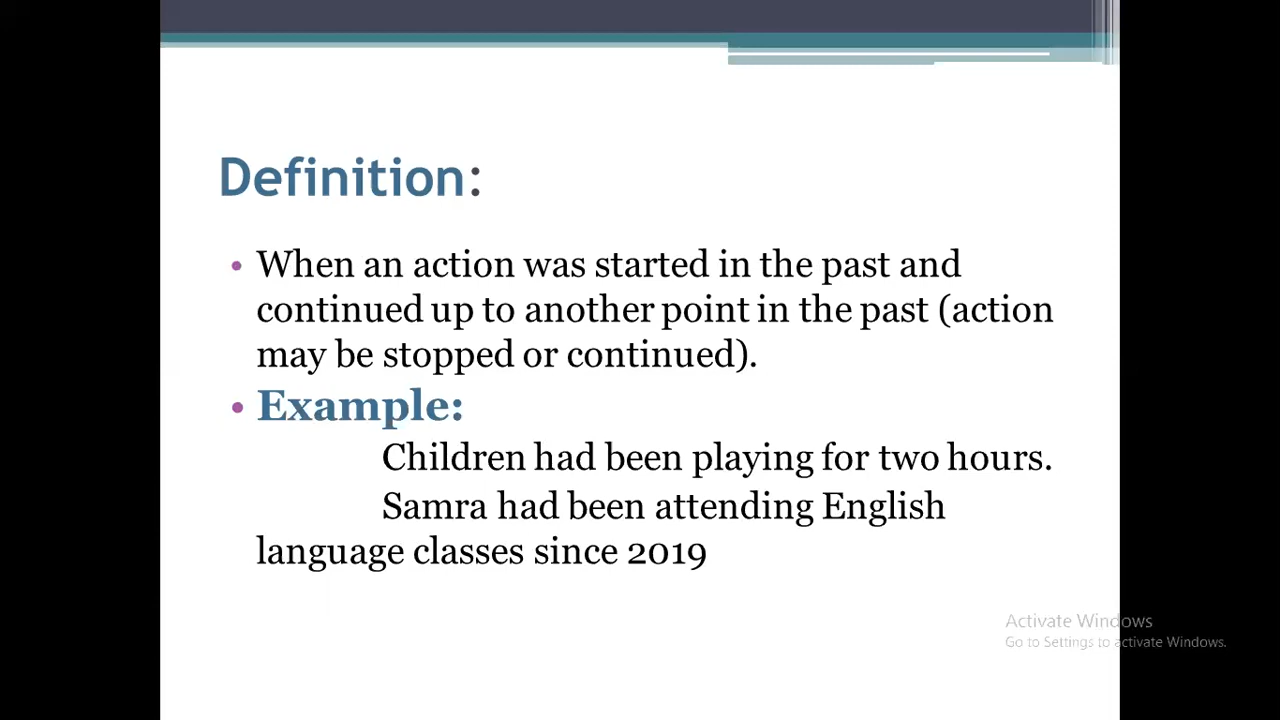 Definition:
• When an action was started in the past and
continued up to another point in the past (action
may be stopped or continued).
• Example:
Children had been playing for two hours.
Samra had been attending English
language classes since 2019
Activate Windows
Go to Settings to activate Windows.